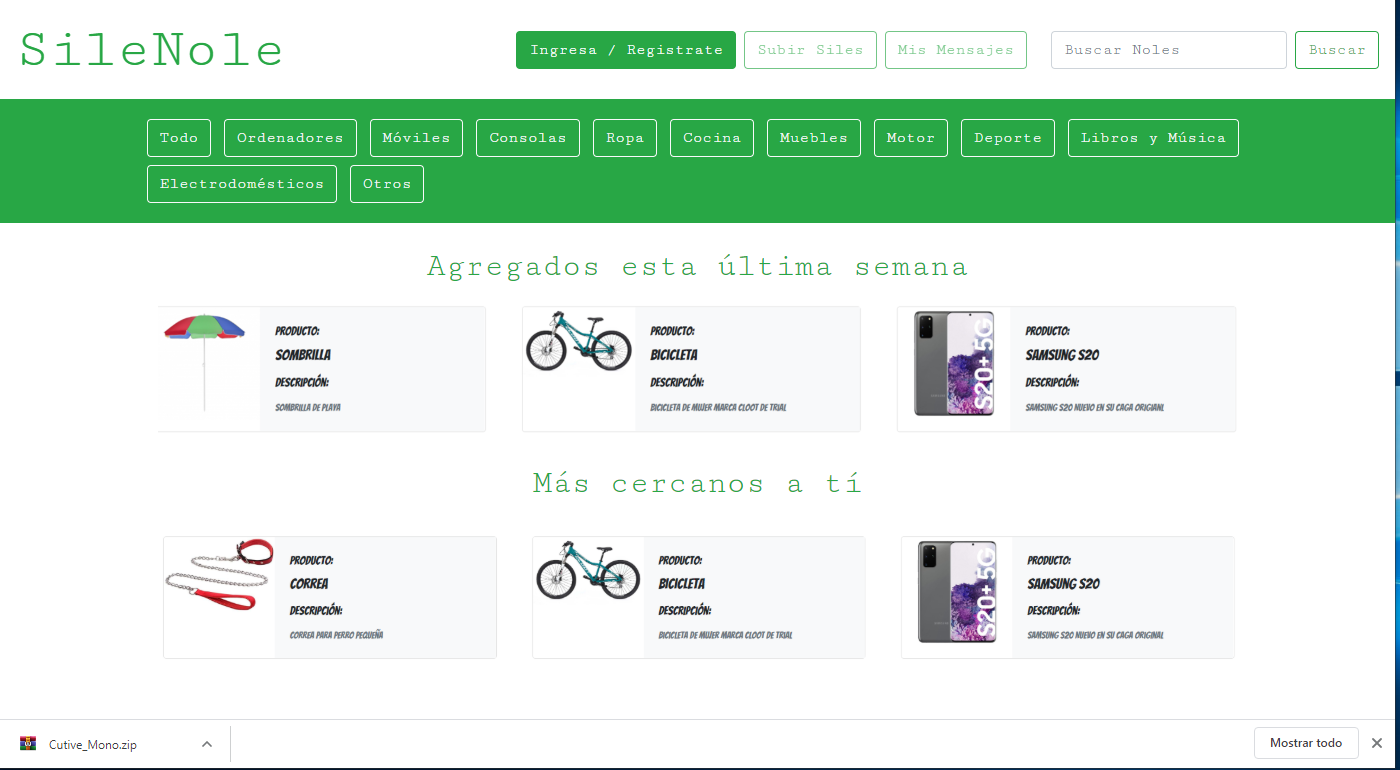 SileNole
Ingresa / Registrate
Subir Siles
Mis Mensajes
Buscar Noles
Buscar
Todo
Ordenadores
Móviles
Consolas
Ropa
Cocina
Muebles
Motor
Deporte
Libros y Música
Electrodomésticos
Otros
Agregados esta última semana
PRODUCTO:
SOMBRILLA
DESCRIPCIÓN:
SOMBRILLA DE PLAYA
PRODUCTO:
BICICLETA
DESCRIPCIÓN:
BICICLETA DE MUJER MARCA CLOOT DE TRIAL
S20+ 5G
PRODUCTO:
SAMSUNG S20
DESCRIPCIÓN:
SAMSUNG S20 NUEVO EN SU CAGA ORIGIANL
Más cercanos a tí
PRODUCTO:
CORREA
DESCRIPCIÓN:
CORREA PARA PERRO PEQUEÑA
PRODUCTO:
BICICLETA
DESCRIPCIÓN:
BICICLETA DE MUJER MARCA CLOOT DE TRIAL
S20+ 5G
PRODUCTO:
SAMSUNG S20
DESCRIPCIÓN:
SAMSUNG S20 NUEVO EN SU CAGA ORIGINAL
Cutive_Mono.zip
Mostrar todo